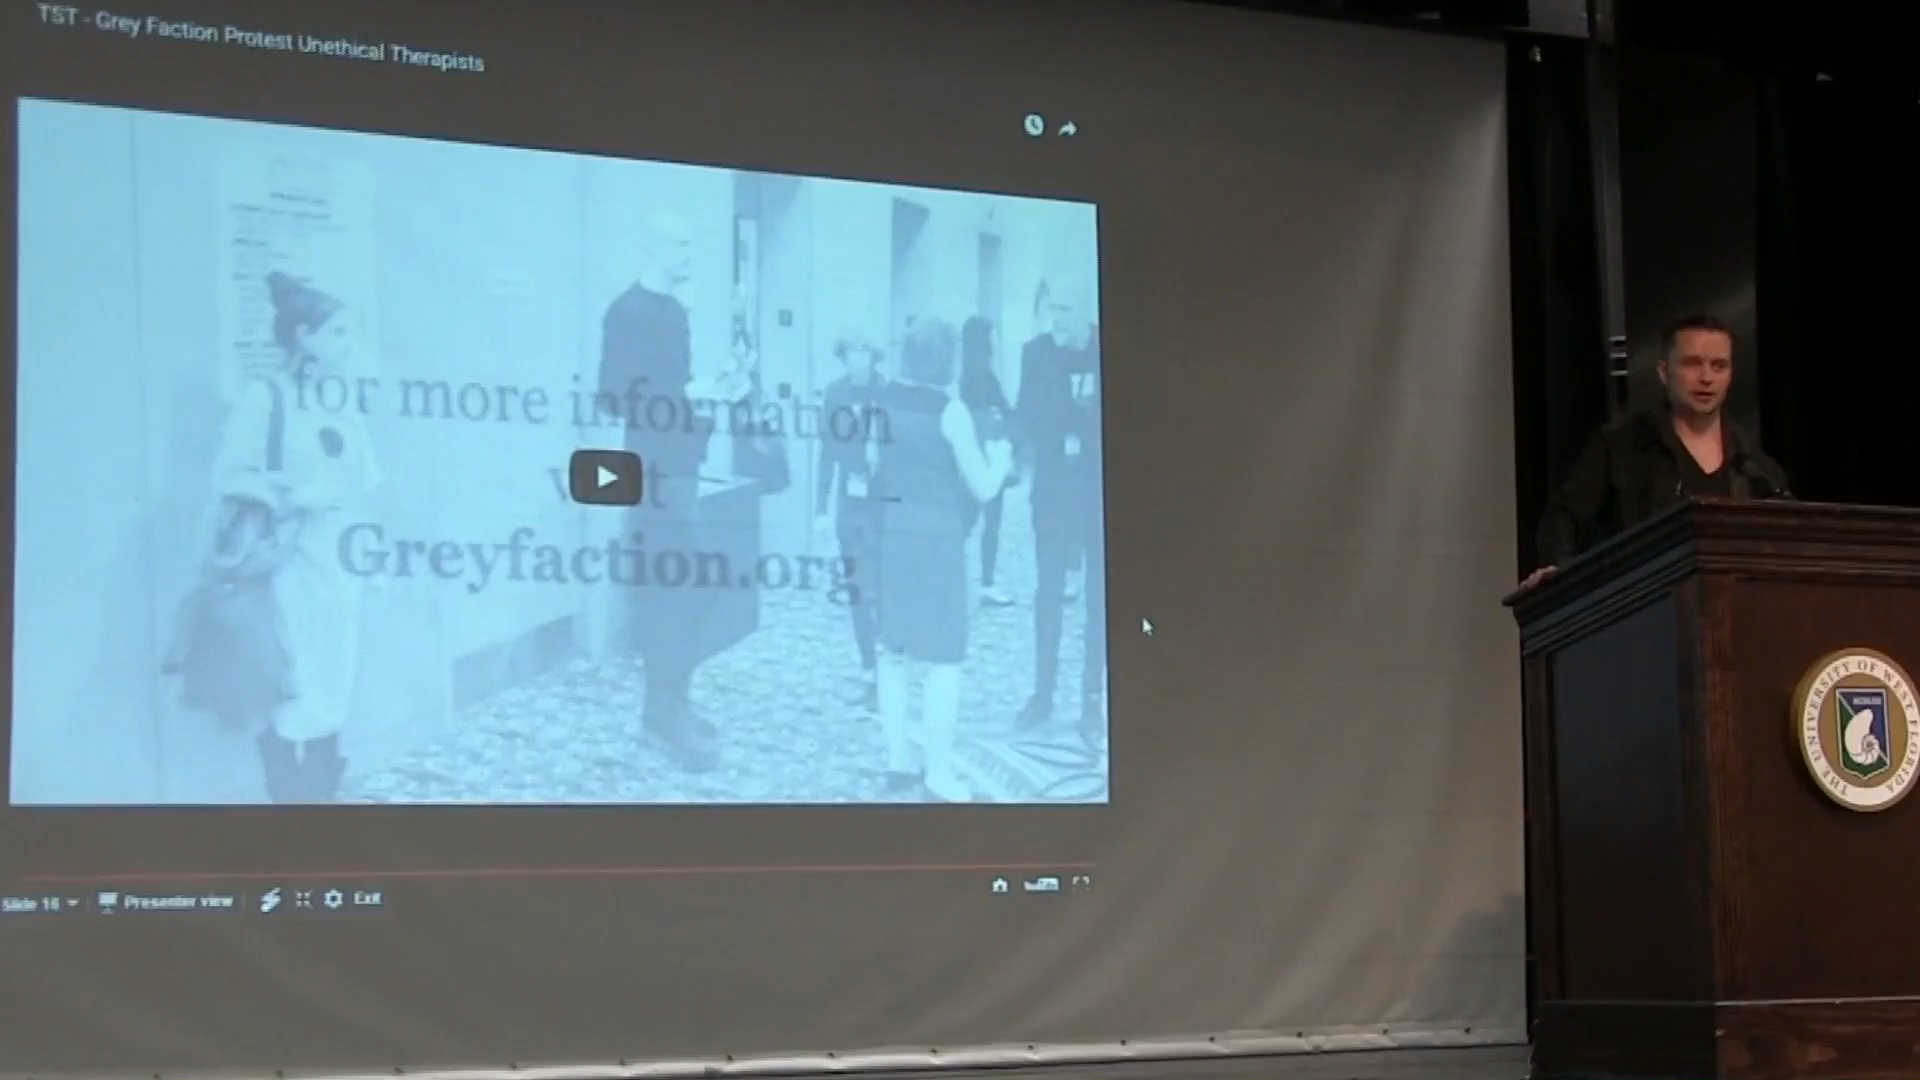 TST - Grey Faction Protest Unethical Therapists
for more information
Greyfaction.org
Slide 16
Presenter view
Exit
THE UNIVERSITY OF WEST FLORIDA